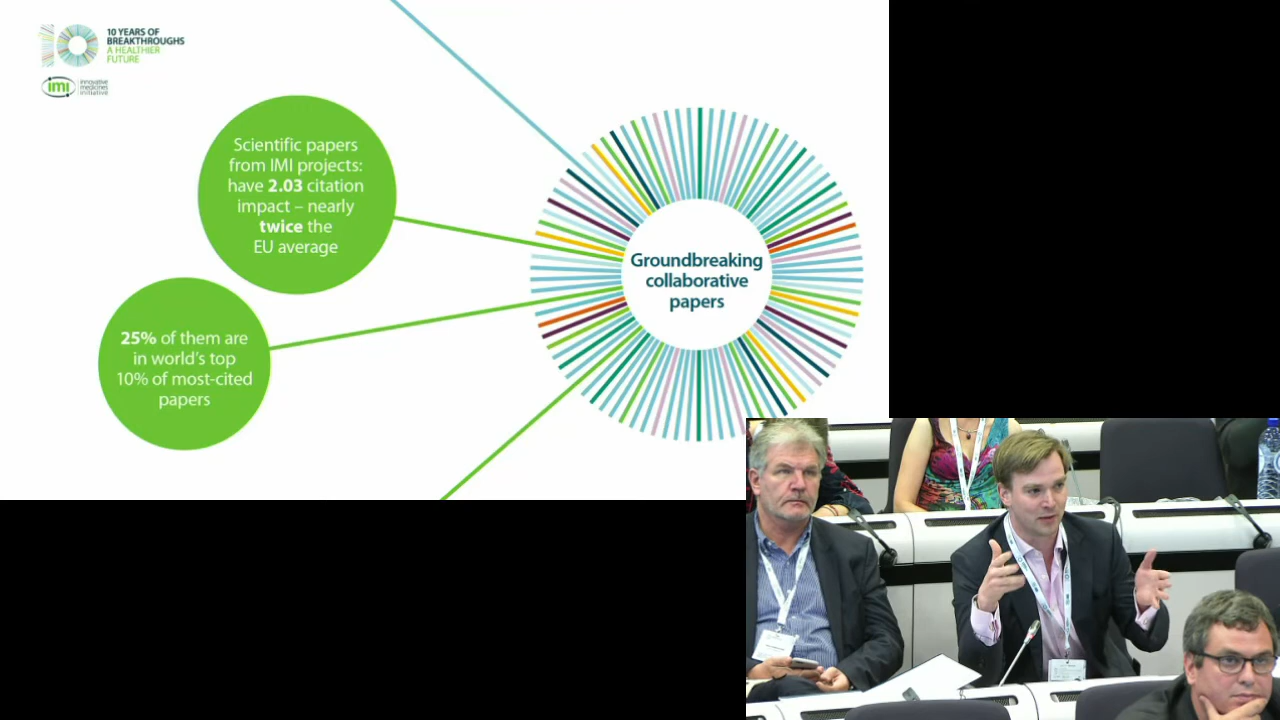 10 YEARS OF
BREAKTHROUGHS
A HEALTHIER
FUTURE
imi
innovative
medicines
initiative
Scientific papers
from IMI projects:
have 2.03 citation
impact – nearly
twice the
EU average
25% of them are
in world's top
10% of most-cited
papers
Groundbreaking
collaborative
papers